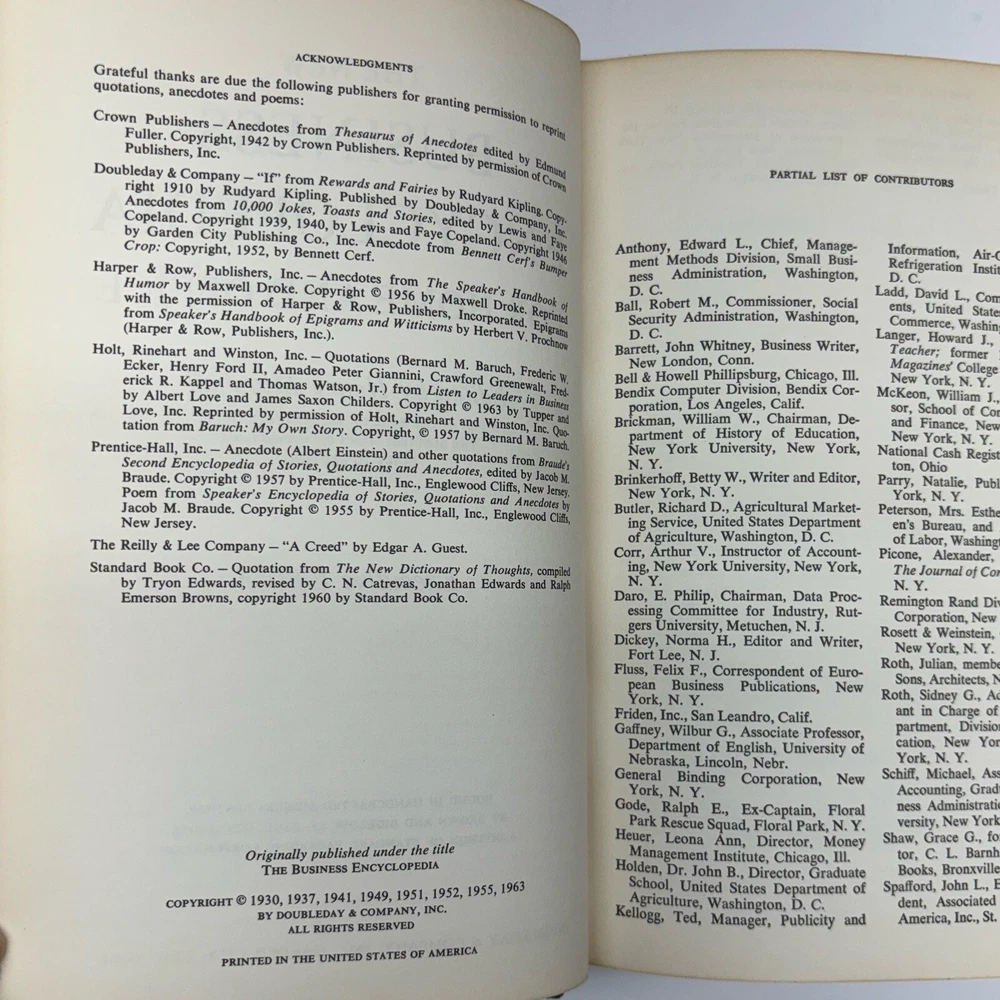 ACKNOWLEDGMENTS
Grateful thanks are due the following publishers for granting permission to reprint
quotations, anecdotes and poems:
Crown Publishers — Anecdotes from Thesaurus of Anecdotes edited by Edmund
Fuller. Copyright, 1942 by Crown Publishers. Reprinted by permission of Crown
Publishers, Inc.
Doubleday & Company — "If" from Rewards and Fairies by Rudyard Kipling. Copy-
right 1910 by Rudyard Kipling. Published by Doubleday & Company, Inc.
Anecdotes from 10,000 Jokes, Toasts and Stories, edited by Lewis and Faye
Copeland. Copyright 1939, 1940, by Lewis and Faye Copeland. Copyright 1946
by Garden City Publishing Co., Inc. Anecdote from Bennett Cerf's Bumper
Crop: Copyright, 1952, by Bennett Cerf.
Harper & Row, Publishers, Inc. — Anecdotes from The Speaker's Handbook of
Humor by Maxwell Droke. Copyright © 1956 by Maxwell Droke. Reprinted
with the permission of Harper & Row, Publishers, Incorporated. Epigrams
from Speaker's Handbook of Epigrams and Witticisms by Herbert V. Prochnow
(Harper & Row, Publishers, Inc.).
Holt, Rinehart and Winston, Inc. — Quotations (Bernard M. Baruch, Frederic W.
Ecker, Henry Ford II, Amadeo Peter Giannini, Crawford Greenewalt, Fred-
erick R. Kappel and Thomas Watson, Jr.) from Listen to Leaders in Business
by Albert Love and James Saxon Childers. Copyright © 1963 by Tupper and
Love, Inc. Reprinted by permission of Holt, Rinehart and Winston, Inc. Quo-
tation from Baruch: My Own Story. Copyright, © 1957 by Bernard M. Baruch.
Prentice-Hall, Inc. — Anecdote (Albert Einstein) and other quotations from Braude's
Second Encyclopedia of Stories, Quotations and Anecdotes, edited by Jacob M.
Braude. Copyright © 1957 by Prentice-Hall, Inc., Englewood Cliffs, New Jersey.
Poem from Speaker's Encyclopedia of Stories, Quotations and Anecdotes by
Jacob M. Braude. Copyright © 1955 by Prentice-Hall, Inc., Englewood Cliffs,
New Jersey.
The Reilly & Lee Company — "A Creed" by Edgar A. Guest.
Standard Book Co. — Quotation from The New Dictionary of Thoughts, compiled
by Tryon Edwards, revised by C. N. Catrevas, Jonathan Edwards and Ralph
Emerson Browns, copyright 1960 by Standard Book Co.
Originally published under the title
THE BUSINESS ENCYCLOPEDIA
COPYRIGHT © 1930, 1937, 1941, 1949, 1951, 1952, 1955, 1963
BY DOUBLEDAY & COMPANY, INC.
ALL RIGHTS RESERVED
PRINTED IN THE UNITED STATES OF AMERICA
PARTIAL LIST OF CONTRIBUTORS
Anthony, Edward L., Chief, Manage-
ment Methods Division, Small Busi-
ness Administration, Washington,
D. C.
Ball, Robert M., Commissioner, Social
Security Administration, Washington,
D. C.
Barrett, John Whitney, Business Writer,
New London, Conn.
Bell & Howell Phillipsburg, Chicago, Ill.
Bendix Computer Division, Bendix Cor-
poration, Los Angeles, Calif.
Brickman, William W., Chairman, De-
partment of History of Education,
New York University, New York,
N. Y.
Brinkerhoff, Betty W., Writer and Editor,
New York, N. Y.
Butler, Richard D., Agricultural Market-
ing Service, United States Department
of Agriculture, Washington, D. C.
Corr, Arthur V., Instructor of Account-
ing, New York University, New York,
N. Y.
Daro, E. Philip, Chairman, Data Proc-
essing Committee for Industry, Rut-
gers University, Metuchen, N. J.
Dickey, Norma H., Editor and Writer,
Fort Lee, N. J.
Fluss, Felix F., Correspondent of Euro-
pean Business Publications, New
York, N. Y.
Friden, Inc., San Leandro, Calif.
Gaffney, Wilbur G., Associate Professor,
Department of English, University of
Nebraska, Lincoln, Nebr.
General Binding Corporation, New
York, N. Y.
Gode, Ralph E., Ex-Captain, Floral
Park Rescue Squad, Floral Park, N. Y.
Heuer, Leona Ann, Director, Money
Management Institute, Chicago, Ill.
Holden, Dr. John B., Director, Graduate
School, United States Department of
Agriculture, Washington, D. C.
Kellogg, Ted, Manager, Publicity and
Information, Air-C
Refrigeration Instit
D. C.
Ladd, David L., Com
ents, United States
Commerce, Washin
Langer, Howard J.,
Teacher; former
Magazines' College
New York, N. Y.
McKeon, William J.,
sor, School of Com
and Finance, New
New York, N. Y.
National Cash Regist
ton, Ohio
Parry, Natalie, Publ
York, N. Y.
Peterson, Mrs. Esthe
en's Bureau, and
of Labor, Washingt
Picone, Alexander,
The Journal of Com
N. Y.
Remington Rand Div
Corporation, New
Rosett & Weinstein,
New York, N. Y.
Roth, Julian, membe
Sons, Architects, N
Roth, Sidney G., Ad
ant in Charge of
partment, Division
cation, New Yor
York, N. Y.
Schiff, Michael, Ass
Accounting, Gradu
ness Administratio
versity, New York
Shaw, Grace G., fo
tor, C. L. Barnh
Books, Bronxville
Spafford, John L., E
dent, Associated
America, Inc., St.